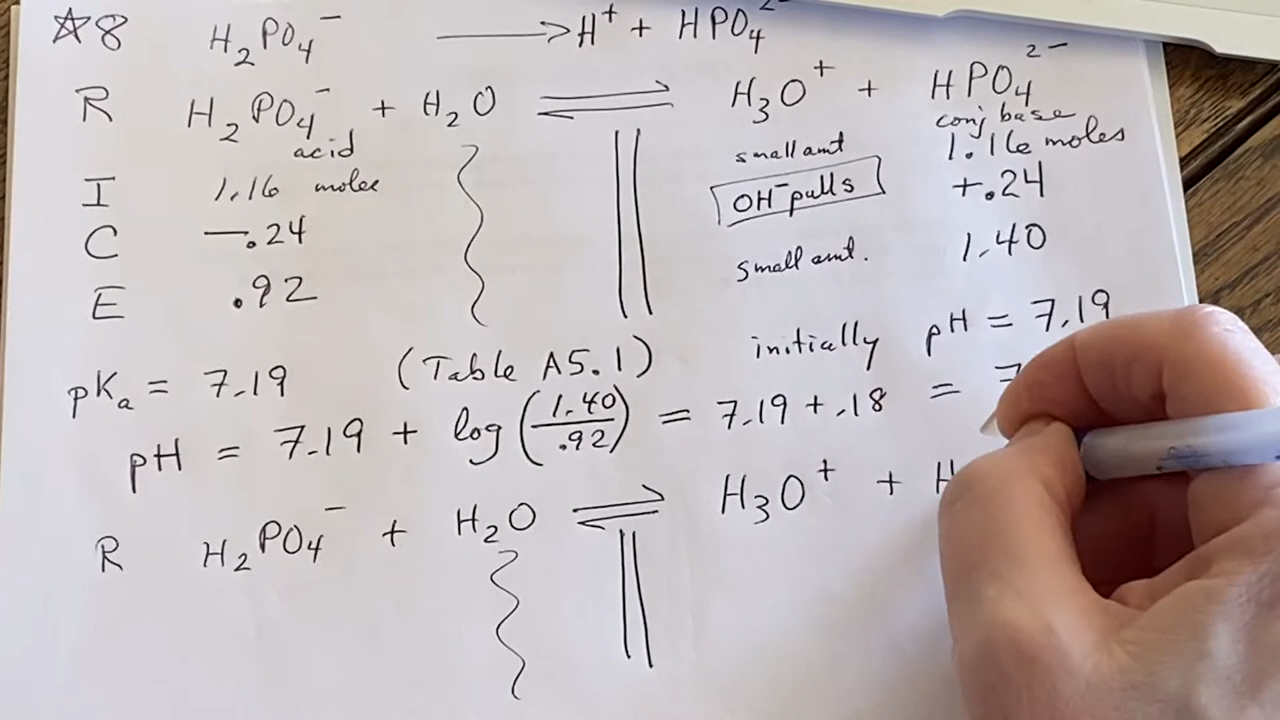 ☆8 H₂PO₄⁻ ⟶ H⁺ + HPO₄²⁻
R H₂PO₄⁻ + H₂O ⇌ H₃O⁺ + HPO₄²⁻
acid conj base
I 1.16 moles small amt 1.16 moles
C -.24 OH⁻ pulls +.24
E .92 small amt. 1.40
initially pH = 7.19
pKₐ = 7.19 (Table A5.1)
pH = 7.19 + log(1.40/.92) = 7.19 + .18 = 7
R H₂PO₄⁻ + H₂O ⇌ H₃O⁺ + H